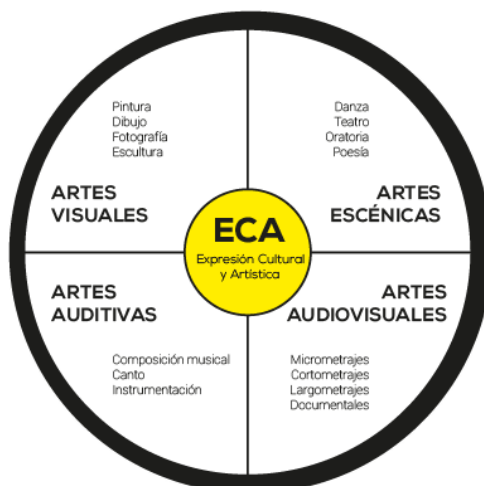 Pintura
Dibujo
Fotografía
Escultura
ARTES
VISUALES
Danza
Teatro
Oratoria
Poesía
ARTES
ESCÉNICAS
ECA
Expresión Cultural
y Artística
ARTES
AUDITIVAS
Composición musical
Canto
Instrumentación
ARTES
AUDIOVISUALES
Micrometrajes
Cortometrajes
Largometrajes
Documentales